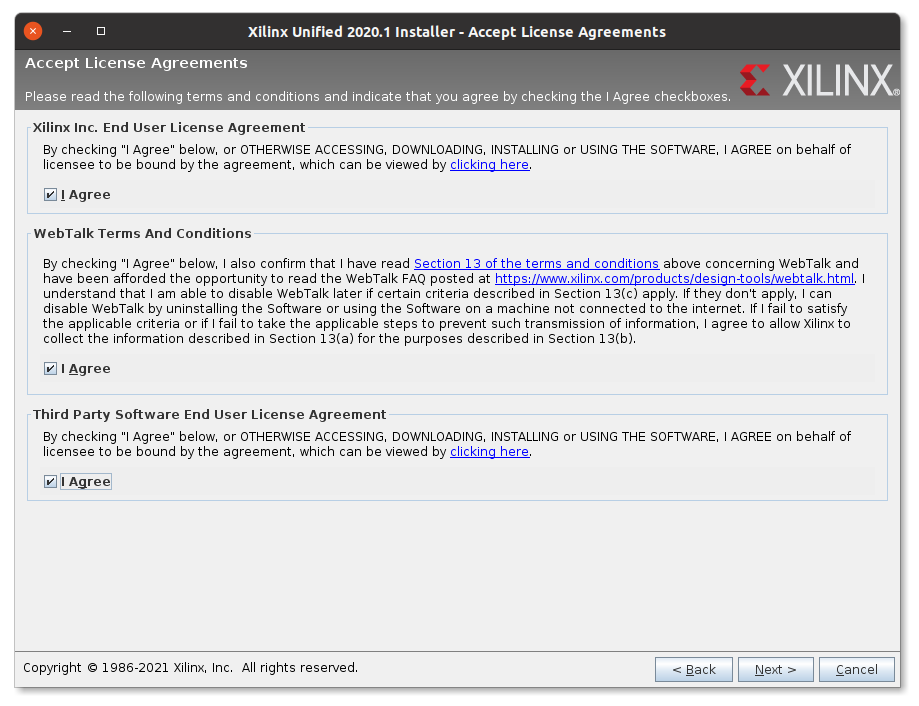 Xilinx Unified 2020.1 Installer - Accept License Agreements
Accept License Agreements
Please read the following terms and conditions and indicate that you agree by checking the I Agree checkboxes.
XILINX®
Xilinx Inc. End User License Agreement
By checking "I Agree" below, or OTHERWISE ACCESSING, DOWNLOADING, INSTALLING or USING THE SOFTWARE, I AGREE on behalf of
licensee to be bound by the agreement, which can be viewed by clicking here.
I Agree
WebTalk Terms And Conditions
By checking "I Agree" below, I also confirm that I have read Section 13 of the terms and conditions above concerning WebTalk and
have been afforded the opportunity to read the WebTalk FAQ posted at https://www.xilinx.com/products/design-tools/webtalk.html. I
understand that I am able to disable WebTalk later if certain criteria described in Section 13(c) apply. If they don't apply, I can
disable WebTalk by uninstalling the Software or using the Software on a machine not connected to the internet. If I fail to satisfy
the applicable criteria or if I fail to take the applicable steps to prevent such transmission of information, I agree to allow Xilinx to
collect the information described in Section 13(a) for the purposes described in Section 13(b).
I Agree
Third Party Software End User License Agreement
By checking "I Agree" below, or OTHERWISE ACCESSING, DOWNLOADING, INSTALLING or USING THE SOFTWARE, I AGREE on behalf of
licensee to be bound by the agreement, which can be viewed by clicking here.
I Agree
Copyright © 1986-2021 Xilinx, Inc.  All rights reserved.
< Back
Next >
Cancel